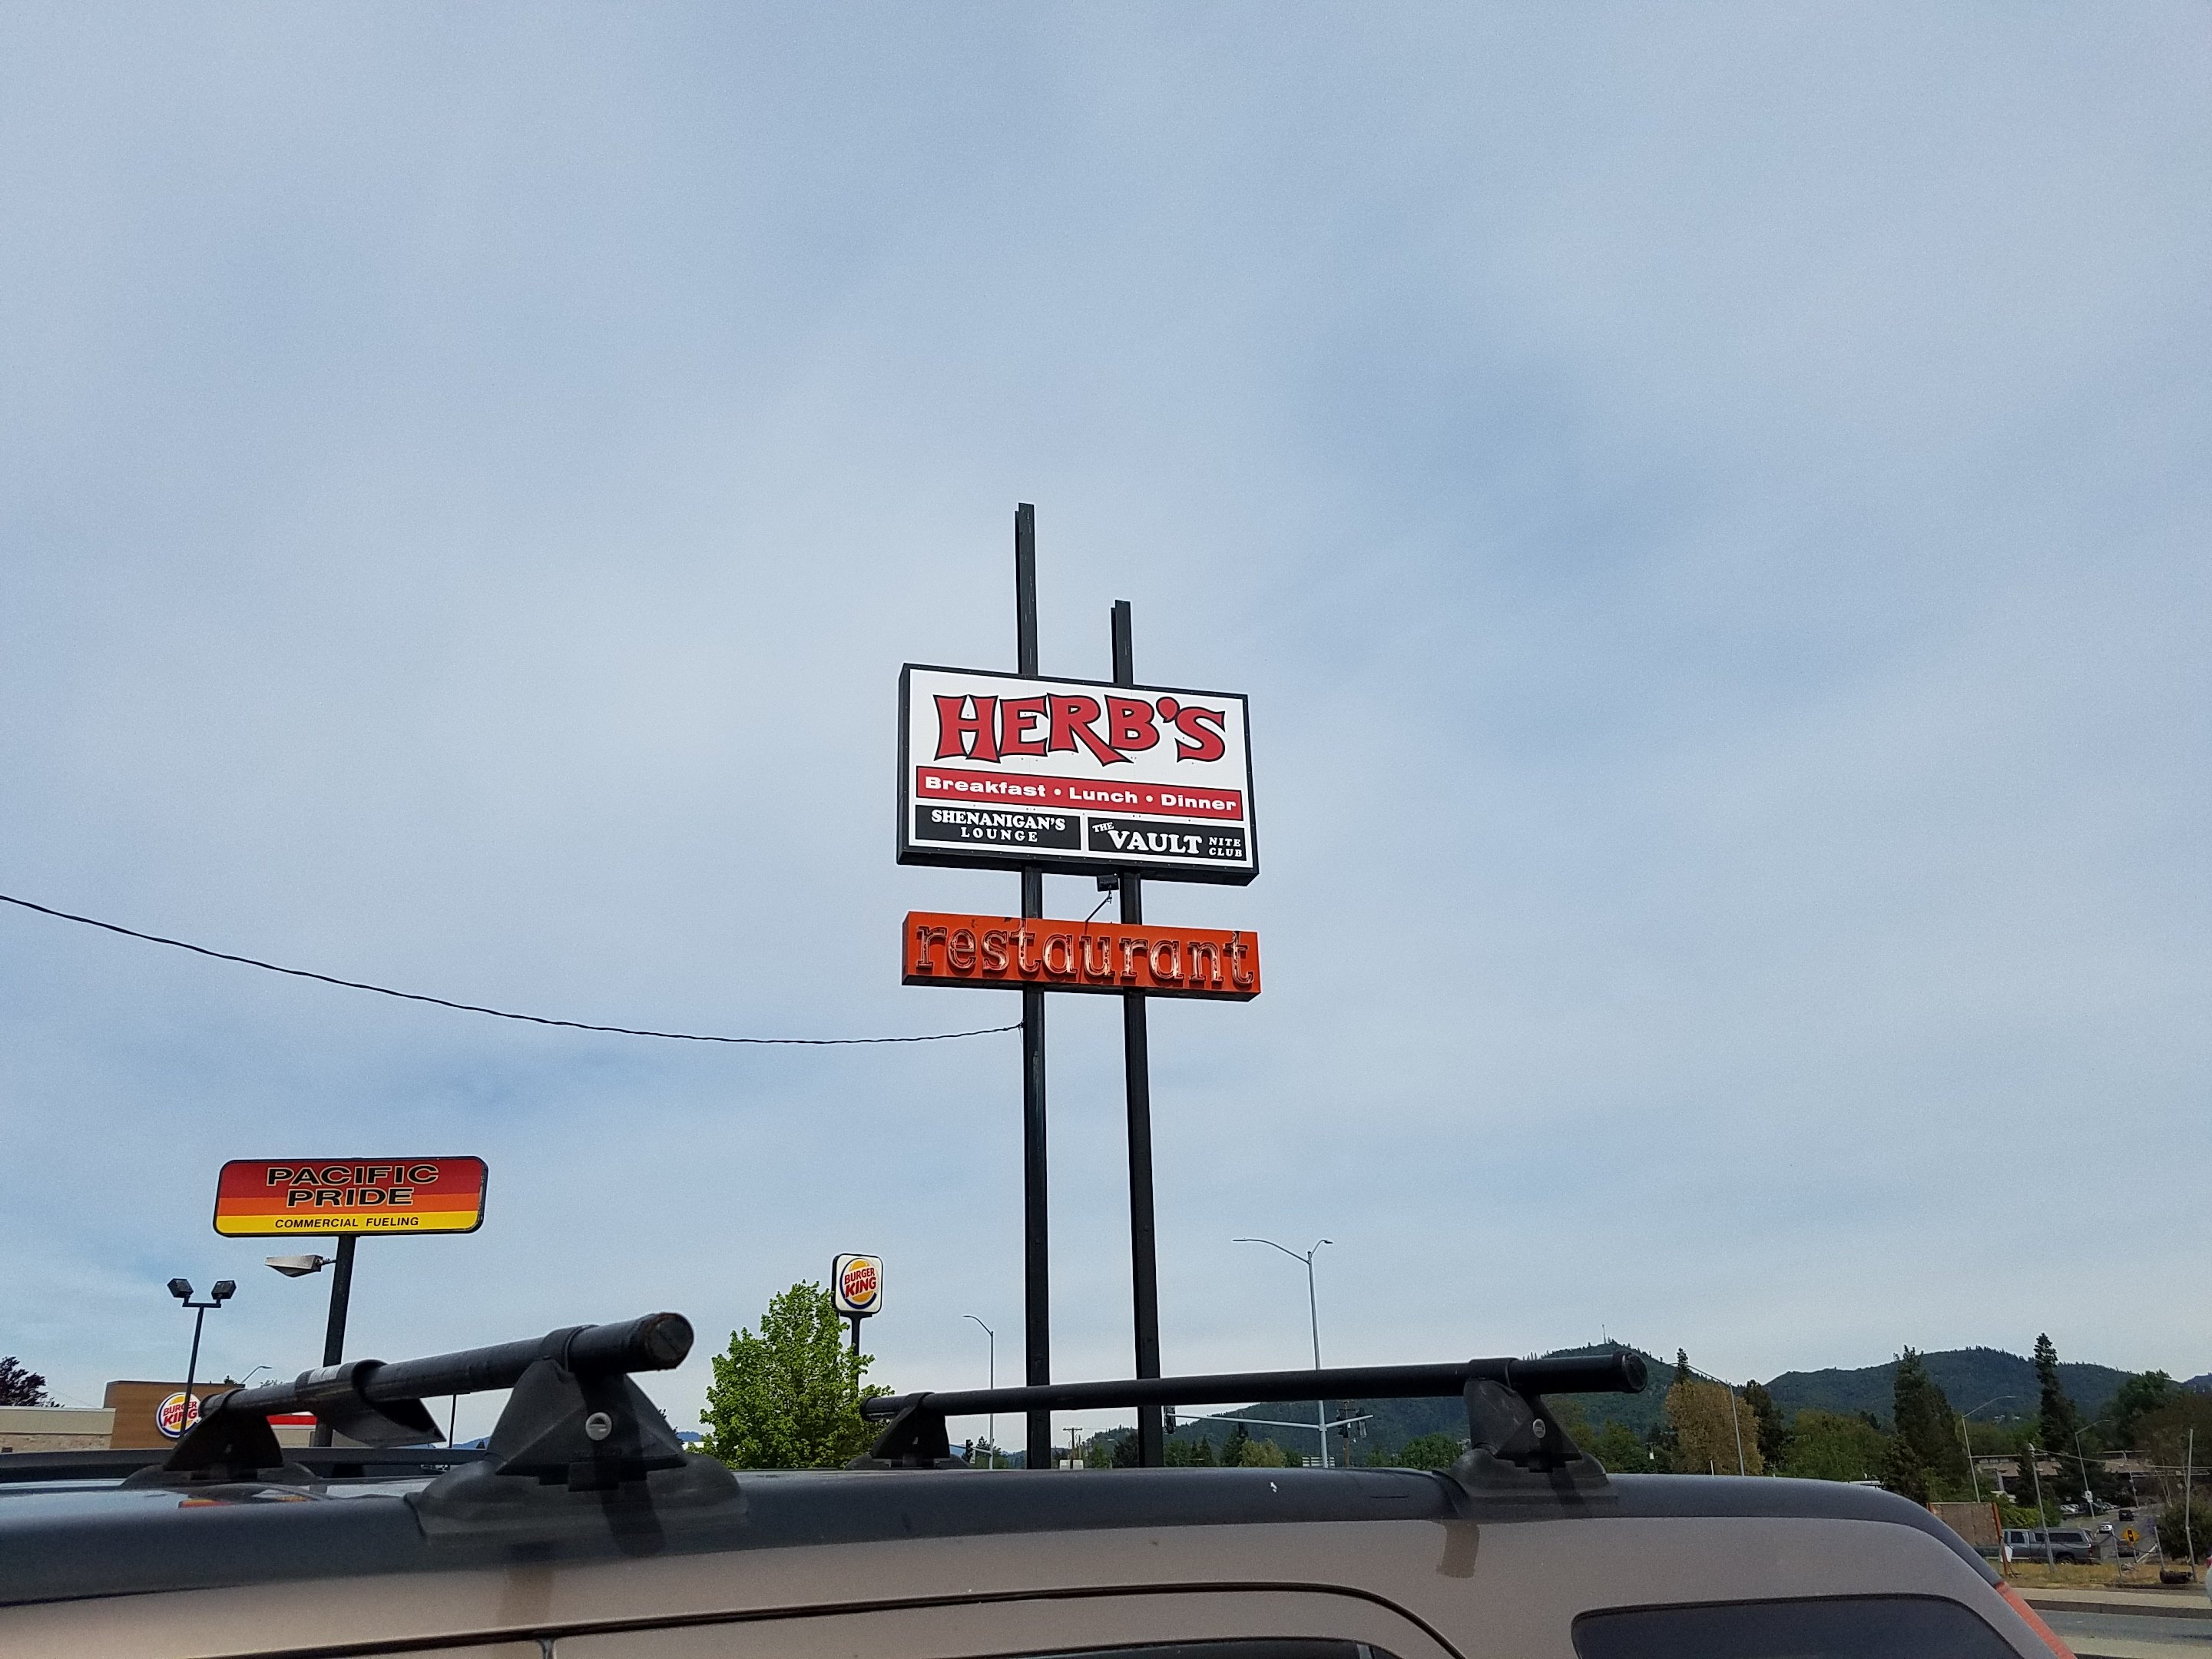 HERB'S
Breakfast • Lunch • Dinner
SHENANIGAN'S
LOUNGE
THE VAULT NITE CLUB
restaurant
PACIFIC
PRIDE
COMMERCIAL FUELING
BURGER
KING
BURGER
KING